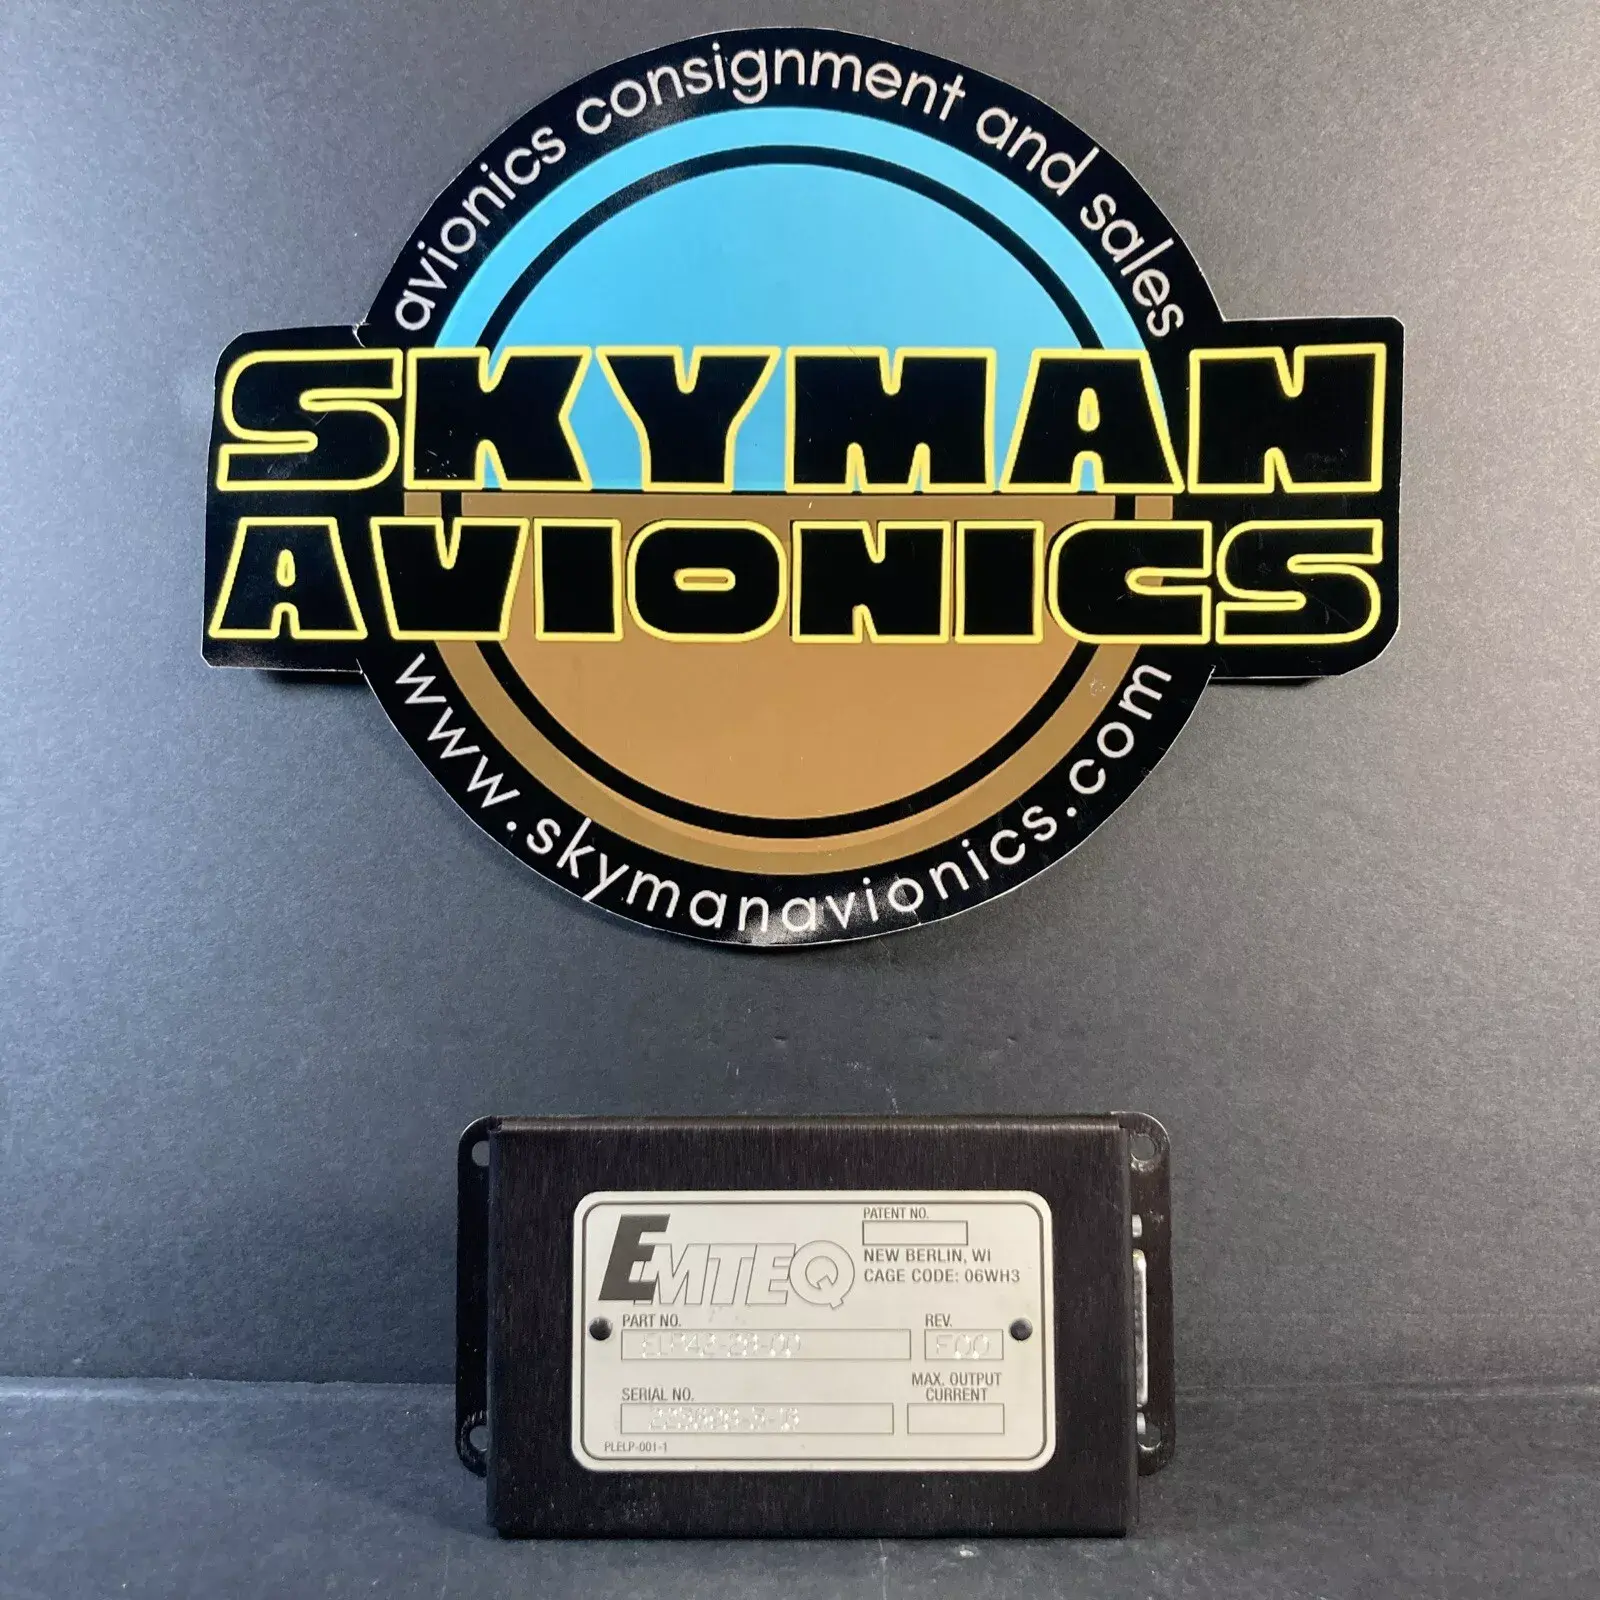 avionics consignment and sales
SKYMAN
AVIONICS
www.skymanavionics.com
EMTEQ
PATENT NO.
NEW BERLIN, WI
CAGE CODE: 06WH3
PART NO.
REV.
F00
MAX. OUTPUT
CURRENT
SERIAL NO.
PLELP-001-1